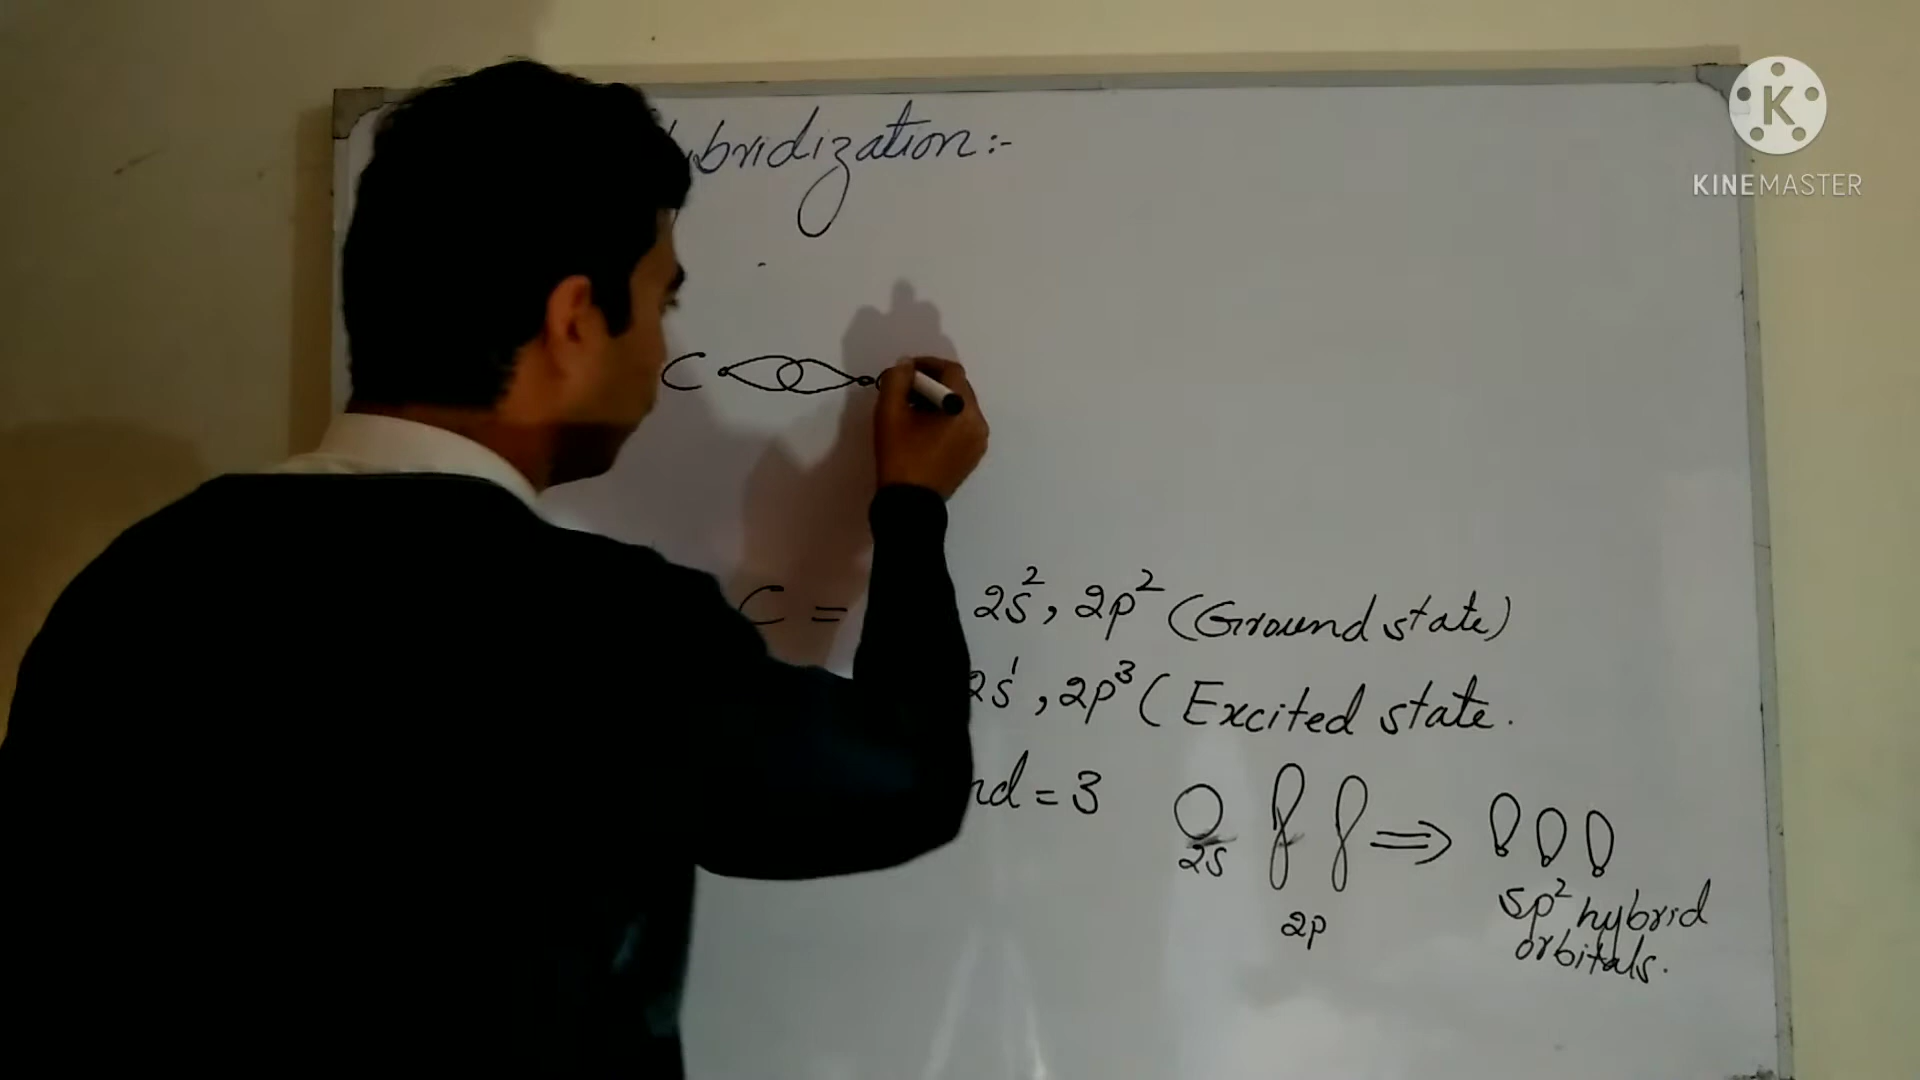 bridization:-
KINEMASTER
C
C = 2s², 2p² (Ground state)
2s¹, 2p³ ( Excited state.
nd = 3
2s
2p
⇒
sp² hybrid
orbitals.